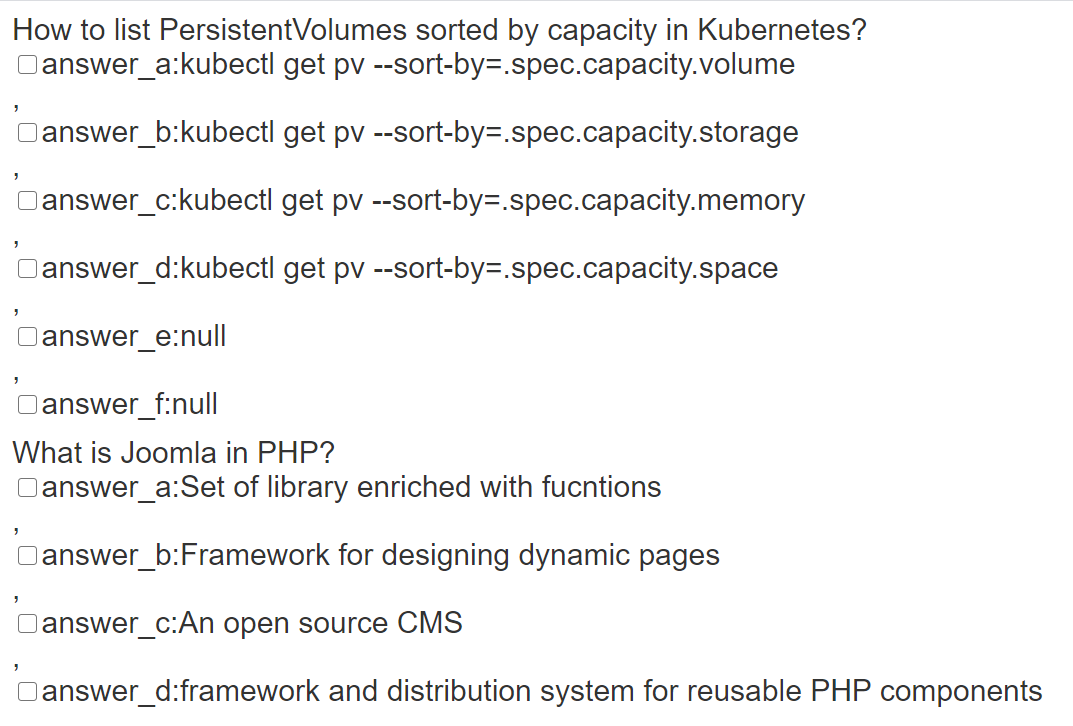 How to list PersistentVolumes sorted by capacity in Kubernetes?
answer_a:kubectl get pv --sort-by=.spec.capacity.volume
,
answer_b:kubectl get pv --sort-by=.spec.capacity.storage
,
answer_c:kubectl get pv --sort-by=.spec.capacity.memory
,
answer_d:kubectl get pv --sort-by=.spec.capacity.space
,
answer_e:null
,
answer_f:null
What is Joomla in PHP?
answer_a:Set of library enriched with fucntions
,
answer_b:Framework for designing dynamic pages
,
answer_c:An open source CMS
,
answer_d:framework and distribution system for reusable PHP components